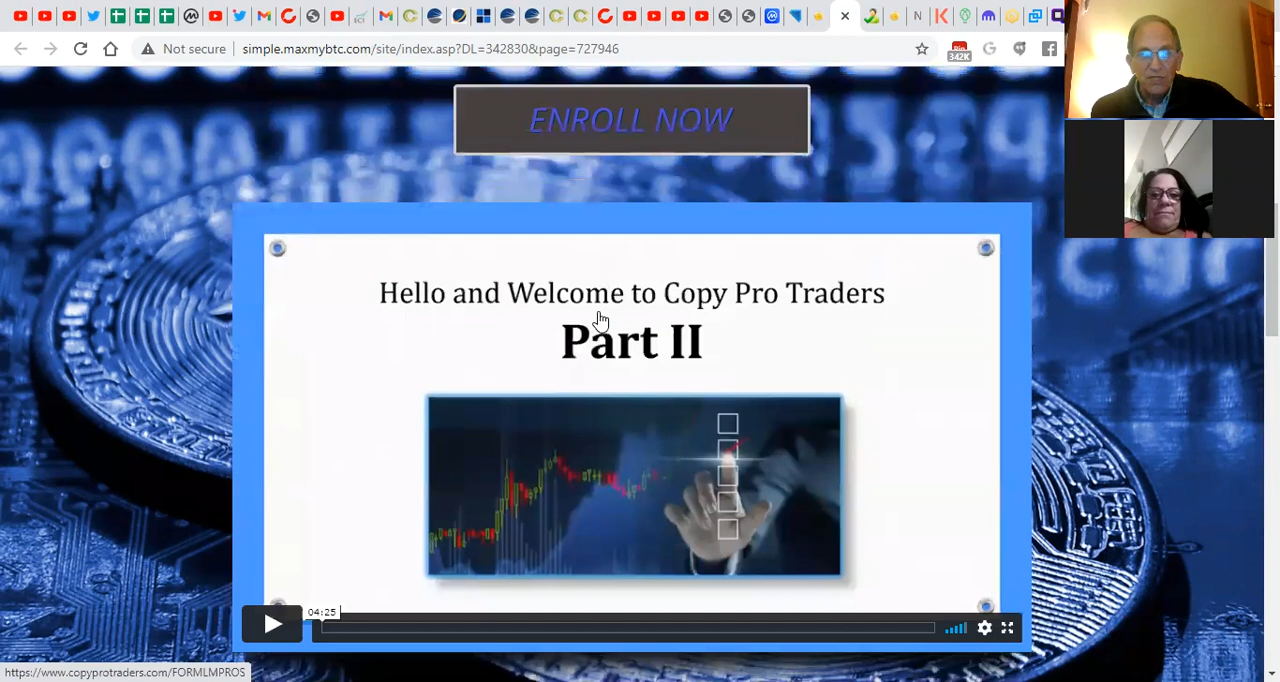 Not secure
simple.maxmybtc.com/site/index.asp?DL=342830&page=727946
342K
ENROLL NOW
Hello and Welcome to Copy Pro Traders
Part II
04:25
https://www.copyprotraders.com/FORMLMPROS